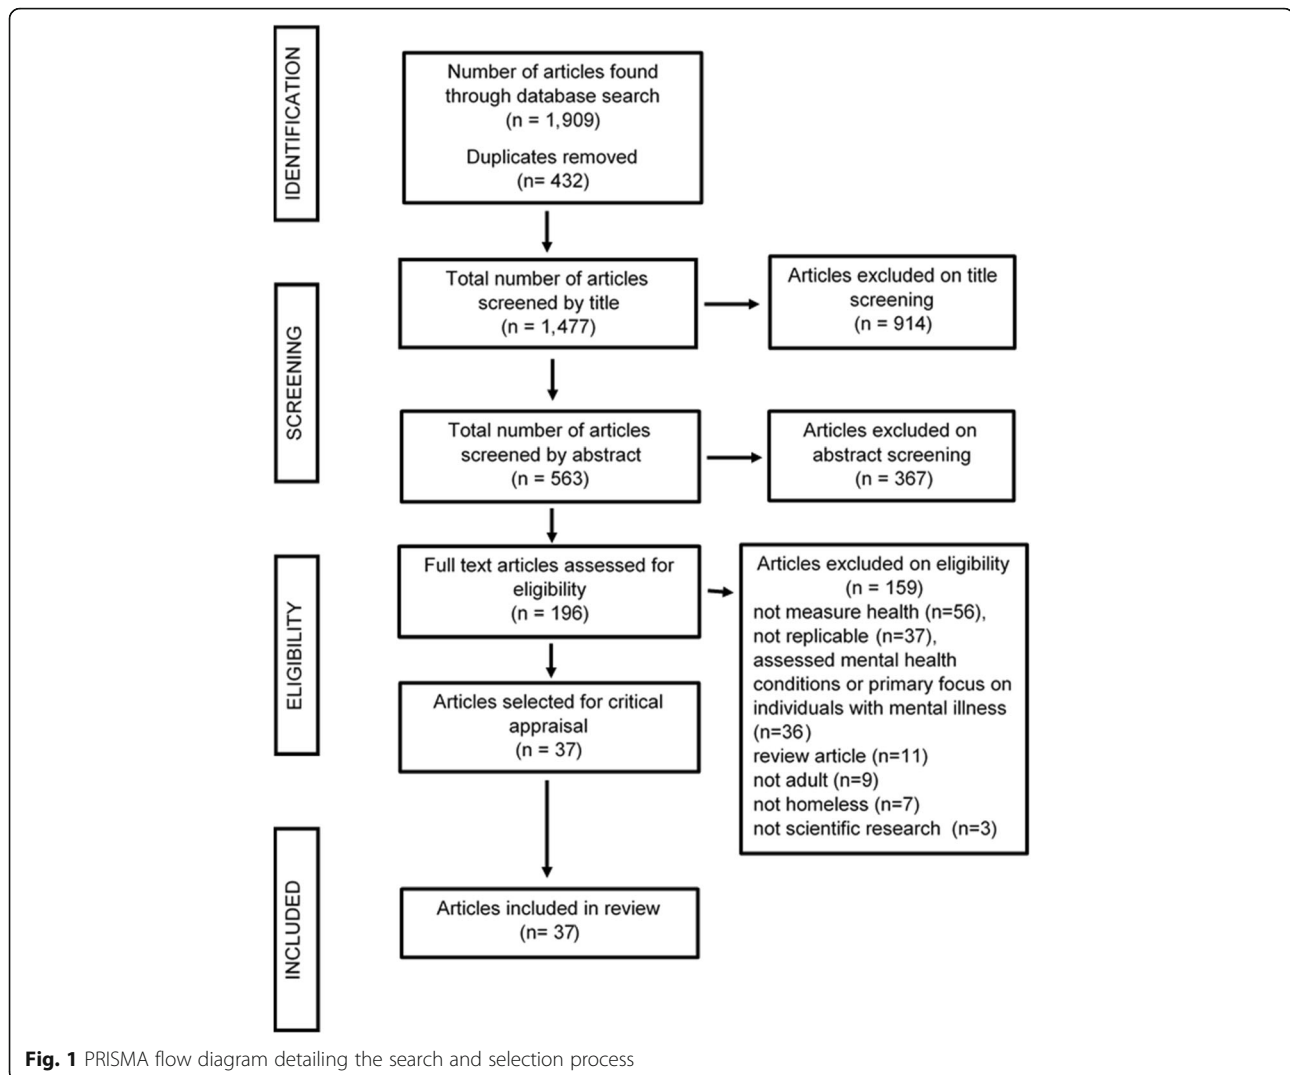 IDENTIFICATION
Number of articles found
through database search
(n = 1,909)
Duplicates removed
(n= 432)
SCREENING
Total number of articles
screened by title
(n = 1,477)
Articles excluded on title
screening
(n = 914)
Total number of articles
screened by abstract
(n = 563)
Articles excluded on
abstract screening
(n = 367)
ELIGIBILITY
Full text articles assessed for
eligibility
(n = 196)
Articles excluded on eligibility
(n = 159)
not measure health (n=56),
not replicable (n=37),
assessed mental health
conditions or primary focus on
individuals with mental illness
(n=36)
review article (n=11)
not adult (n=9)
not homeless (n=7)
not scientific research (n=3)
Articles selected for critical
appraisal
(n = 37)
INCLUDED
Articles included in review
(n= 37)
Fig. 1 PRISMA flow diagram detailing the search and selection process